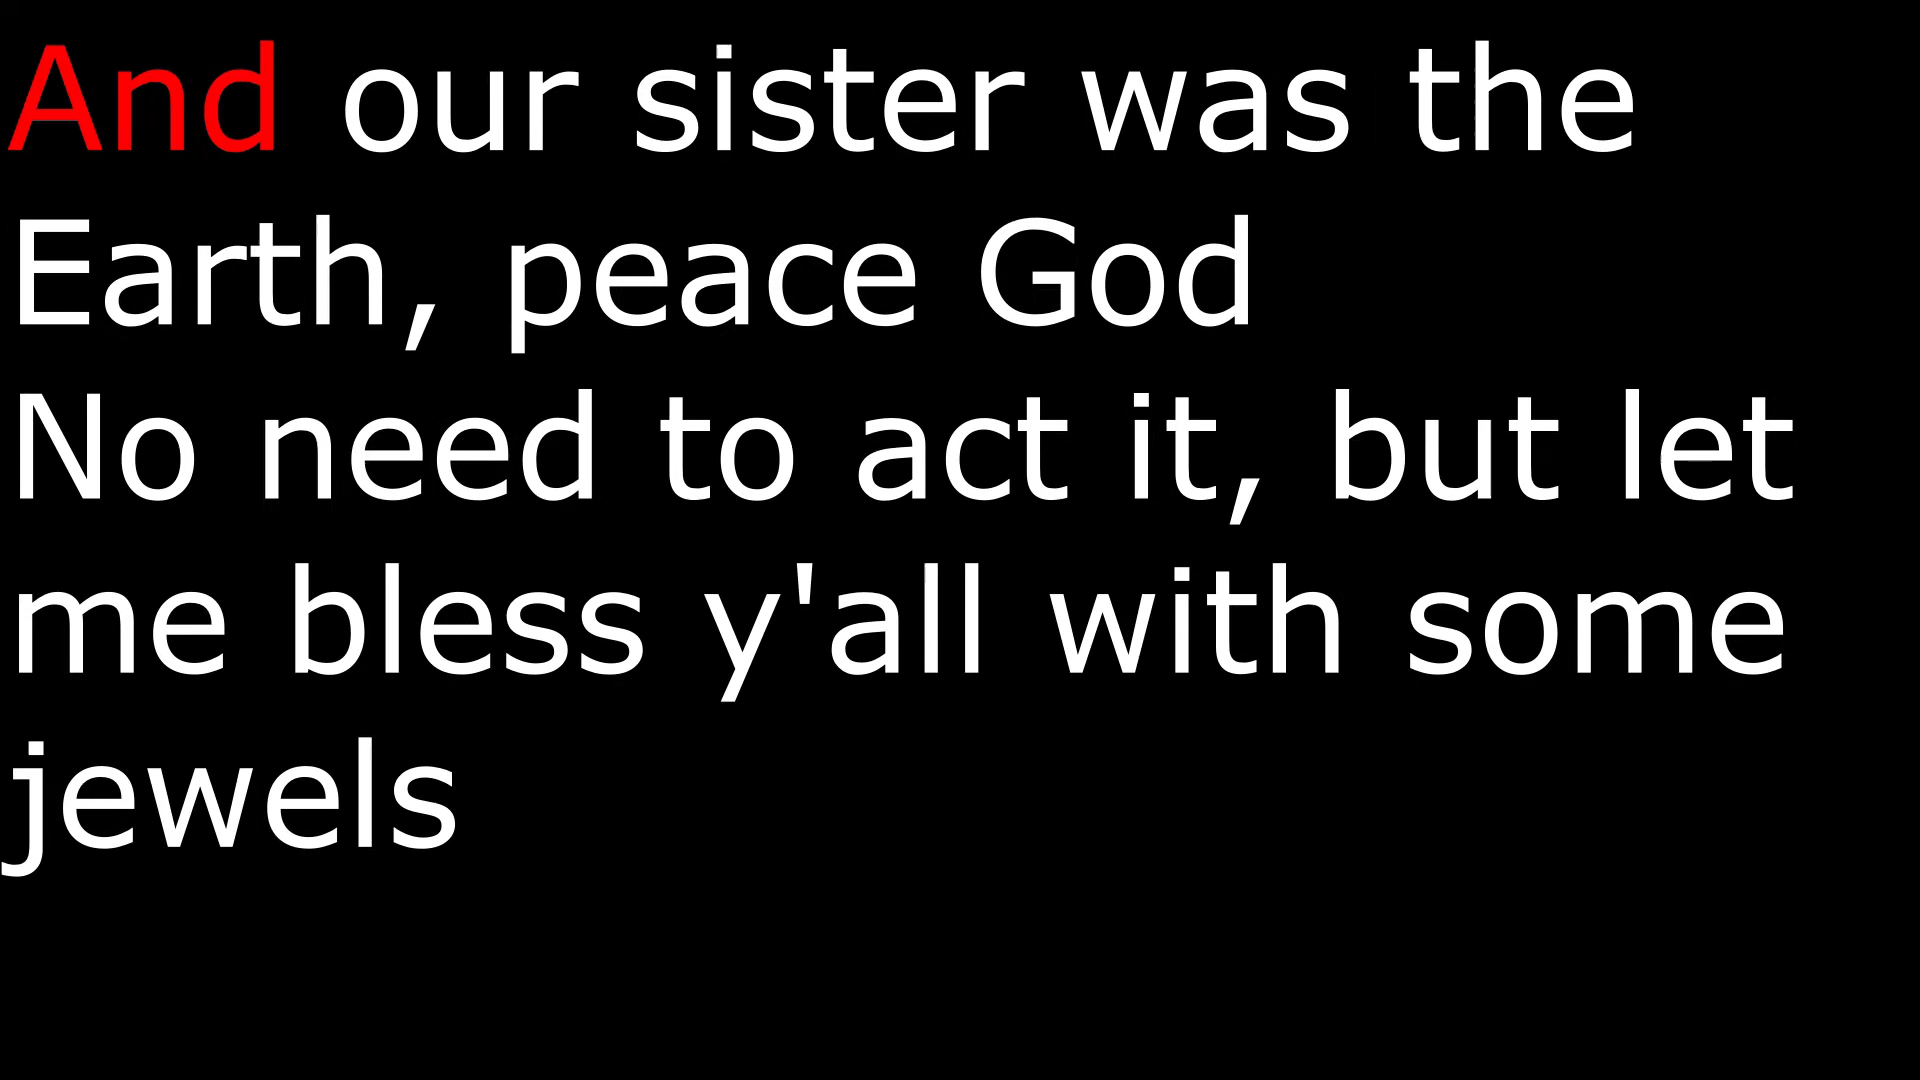 And our sister was the
Earth, peace God
No need to act it, but let
me bless y'all with some
jewels